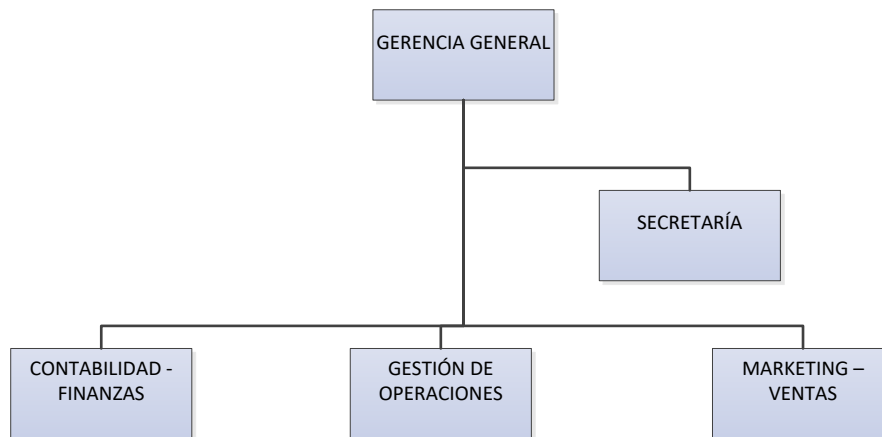 GERENCIA GENERAL
SECRETARÍA
CONTABILIDAD -
FINANZAS
GESTIÓN DE
OPERACIONES
MARKETING –
VENTAS